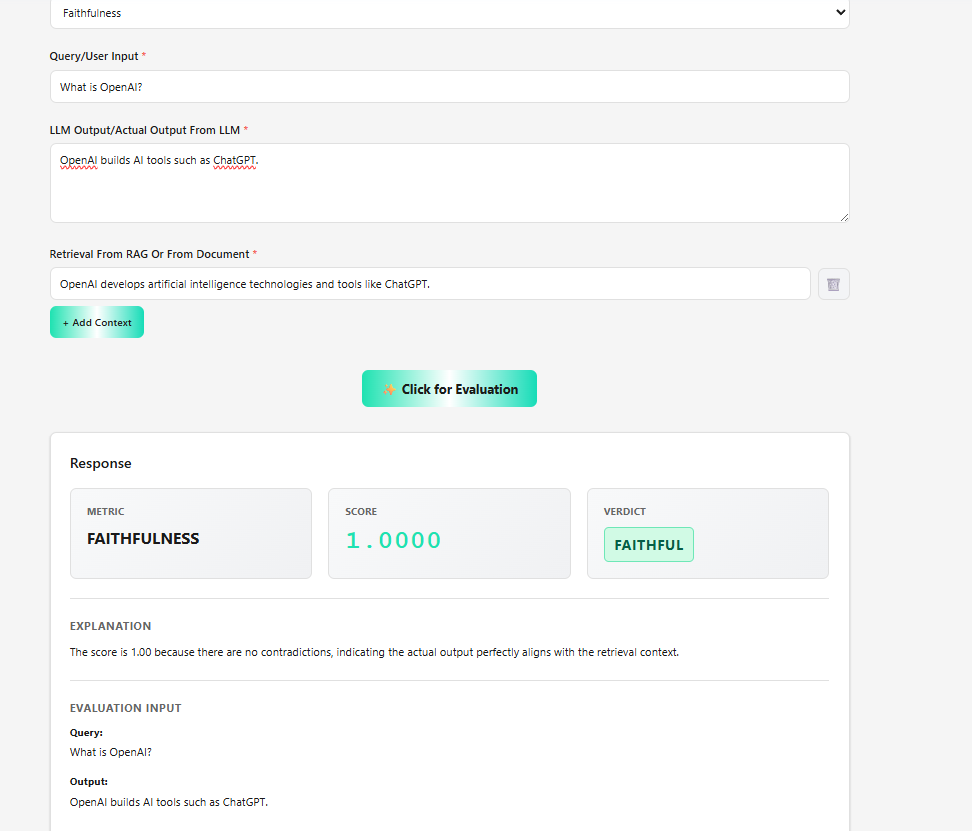 Faithfulness
Query/User Input *
What is OpenAI?
LLM Output/Actual Output From LLM *
OpenAI builds AI tools such as ChatGPT.
Retrieval From RAG Or From Document *
OpenAI develops artificial intelligence technologies and tools like ChatGPT.
+ Add Context
✨ Click for Evaluation
Response
METRIC
FAITHFULNESS
SCORE
1.0000
VERDICT
FAITHFUL
EXPLANATION
The score is 1.00 because there are no contradictions, indicating the actual output perfectly aligns with the retrieval context.
EVALUATION INPUT
Query:
What is OpenAI?
Output:
OpenAI builds AI tools such as ChatGPT.